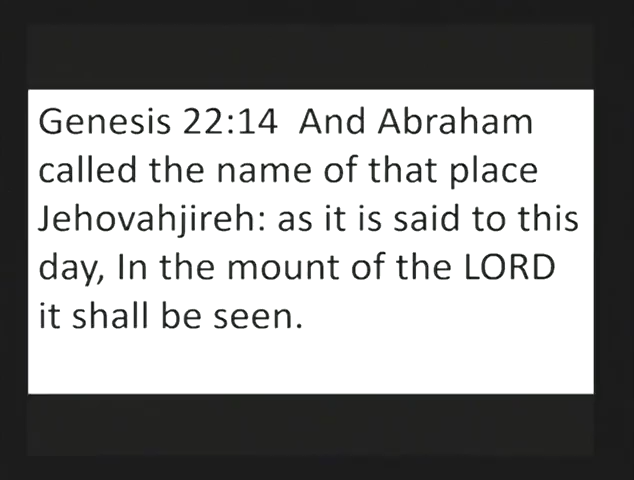 Genesis 22:14  And Abraham
called the name of that place
Jehovahjireh: as it is said to this
day, In the mount of the LORD
it shall be seen.